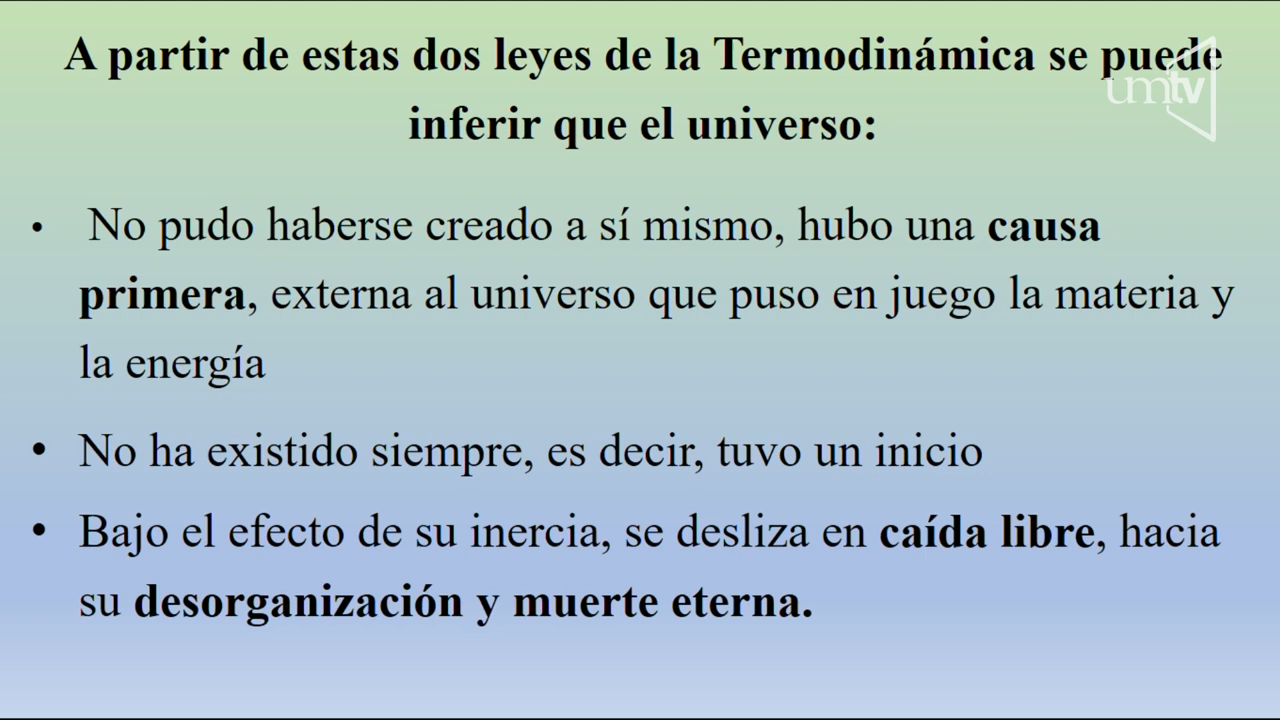 A partir de estas dos leyes de la Termodinámica se puede
umtv
inferir que el universo:
• No pudo haberse creado a sí mismo, hubo una causa
primera, externa al universo que puso en juego la materia y
la energía
• No ha existido siempre, es decir, tuvo un inicio
• Bajo el efecto de su inercia, se desliza en caída libre, hacia
su desorganización y muerte eterna.